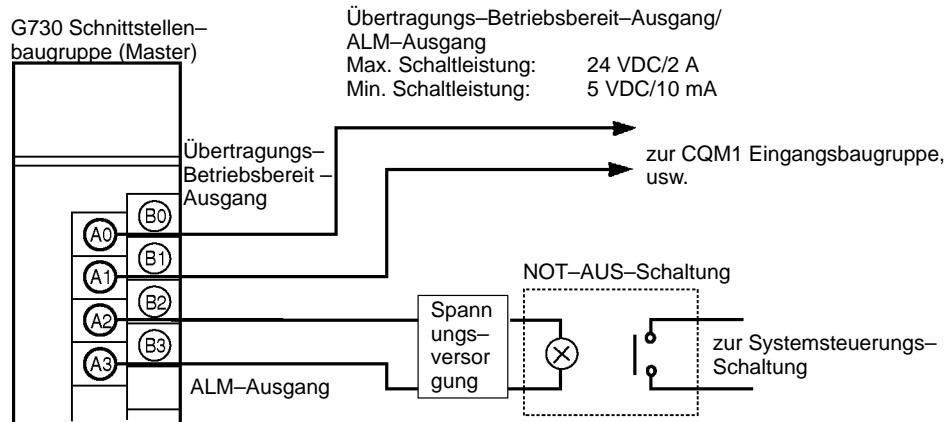 G730 Schnittstellen–
baugruppe (Master)
Übertragungs–Betriebsbereit–Ausgang/
ALM–Ausgang
Max. Schaltleistung: 24 VDC/2 A
Min. Schaltleistung: 5 VDC/10 mA
Übertragungs–
Betriebsbereit –
Ausgang
zur CQM1 Eingangsbaugruppe,
usw.
B0
A0
B1
A1
B2
A2
B3
A3
ALM–Ausgang
Spann
ungs–
versor
gung
NOT–AUS–Schaltung
zur Systemsteuerungs–
Schaltung